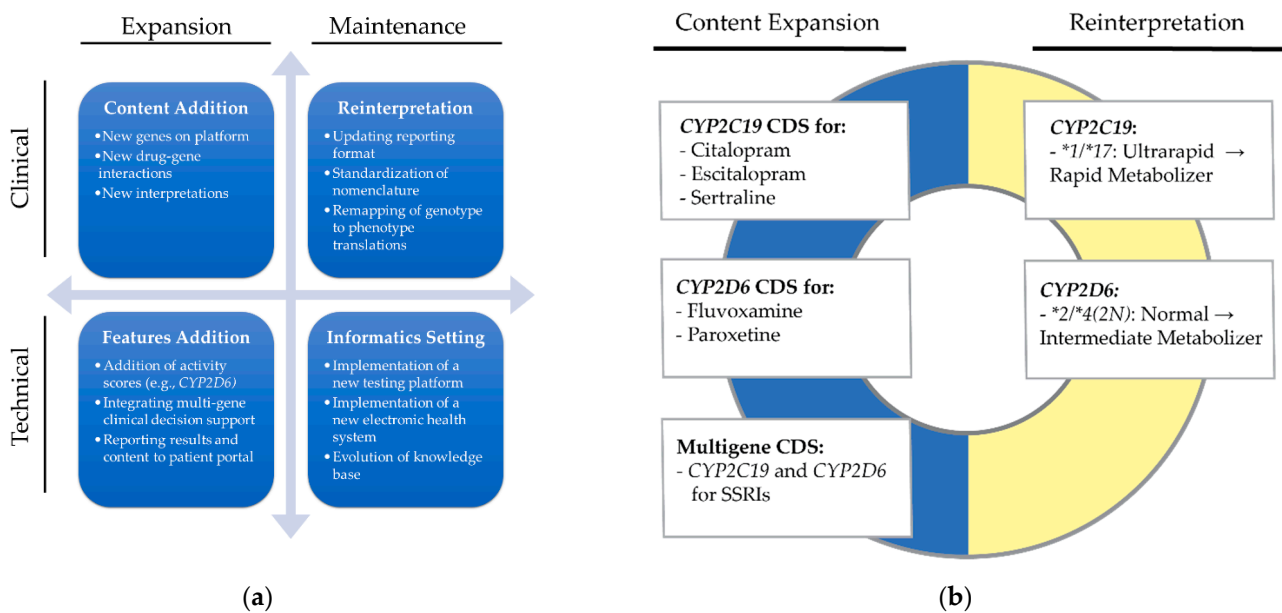 Expansion
Maintenance
Clinical
Technical
Content Addition
• New genes on platform
• New drug-gene
interactions
• New interpretations
Reinterpretation
• Updating reporting
format
• Standardization of
nomenclature
• Remapping of genotype
to phenotype
translations
Features Addition
• Addition of activity
scores (e.g., CYP2D6)
• Integrating multi-gene
clinical decision support
• Reporting results and
content to patient portal
Informatics Setting
• Implementation of a
new testing platform
• Implementation of a
new electronic health
system
• Evolution of knowledge
base
(a)
Content Expansion
Reinterpretation
CYP2C19 CDS for:
- Citalopram
- Escitalopram
- Sertraline
CYP2C19:
- *1/*17: Ultrarapid →
Rapid Metabolizer
CYP2D6 CDS for:
- Fluvoxamine
- Paroxetine
CYP2D6:
- *2/*4(2N): Normal →
Intermediate Metabolizer
Multigene CDS:
- CYP2C19 and CYP2D6
for SSRIs
(b)